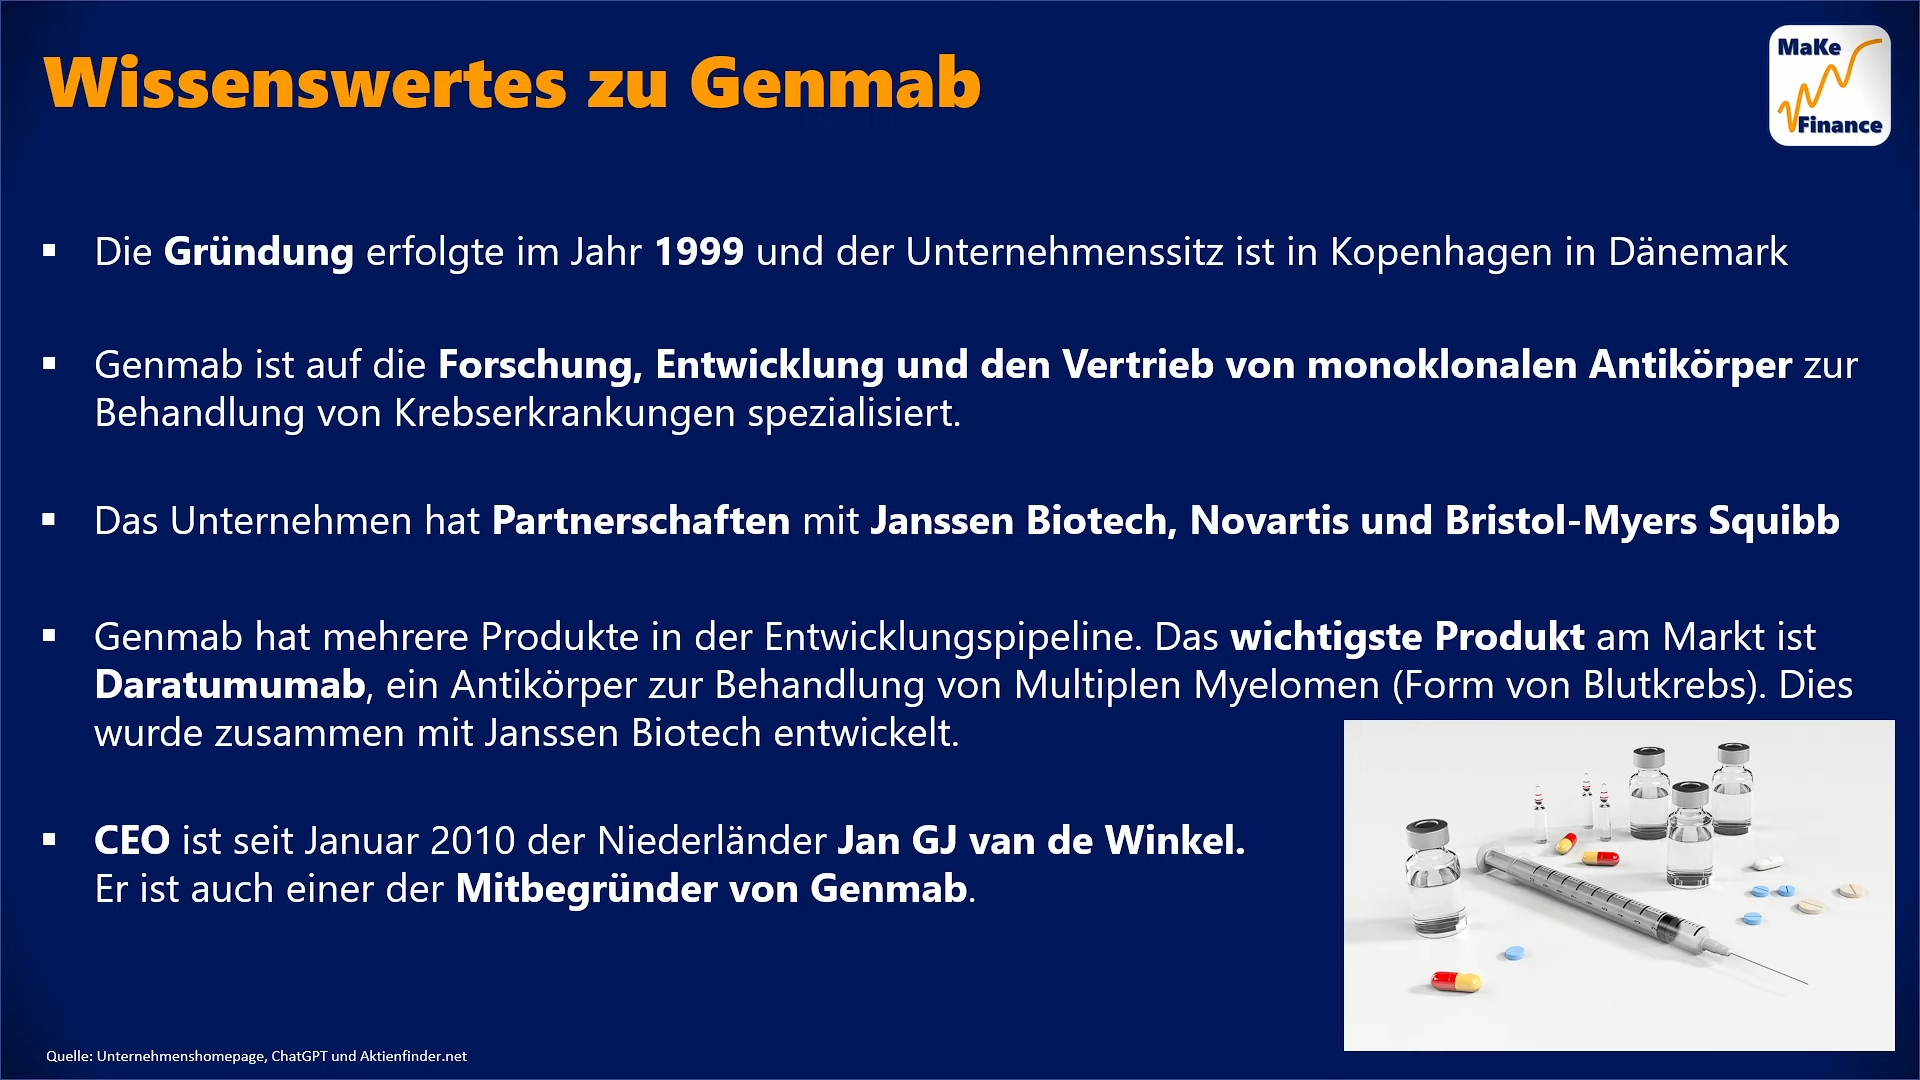 Wissenswertes zu Genmab
MaKe
Finance
▪ Die Gründung erfolgte im Jahr 1999 und der Unternehmenssitz ist in Kopenhagen in Dänemark
▪ Genmab ist auf die Forschung, Entwicklung und den Vertrieb von monoklonalen Antikörper zur
Behandlung von Krebserkrankungen spezialisiert.
▪ Das Unternehmen hat Partnerschaften mit Janssen Biotech, Novartis und Bristol-Myers Squibb
▪ Genmab hat mehrere Produkte in der Entwicklungspipeline. Das wichtigste Produkt am Markt ist
Daratumumab, ein Antikörper zur Behandlung von Multiplen Myelomen (Form von Blutkrebs). Dies
wurde zusammen mit Janssen Biotech entwickelt.
▪ CEO ist seit Januar 2010 der Niederländer Jan GJ van de Winkel.
Er ist auch einer der Mitbegründer von Genmab.
Quelle: Unternehmenshomepage, ChatGPT und Aktienfinder.net